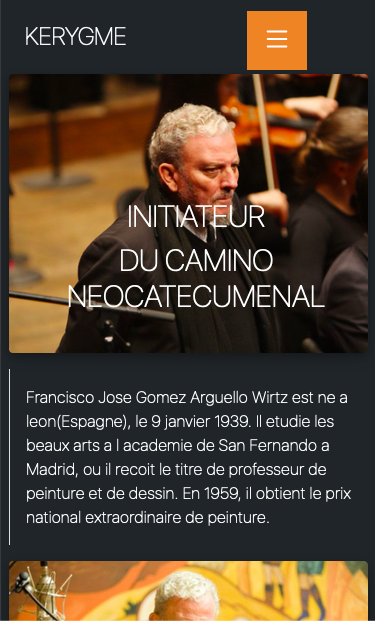 KERYGME
INITIATEUR
DU CAMINO
NEOCATECUMENAL
Francisco Jose Gomez Arguello Wirtz est ne a
leon(Espagne), le 9 janvier 1939. Il etudie les
beaux arts a l academie de San Fernando a
Madrid, ou il recoit le titre de professeur de
peinture et de dessin. En 1959, il obtient le prix
national extraordinaire de peinture.